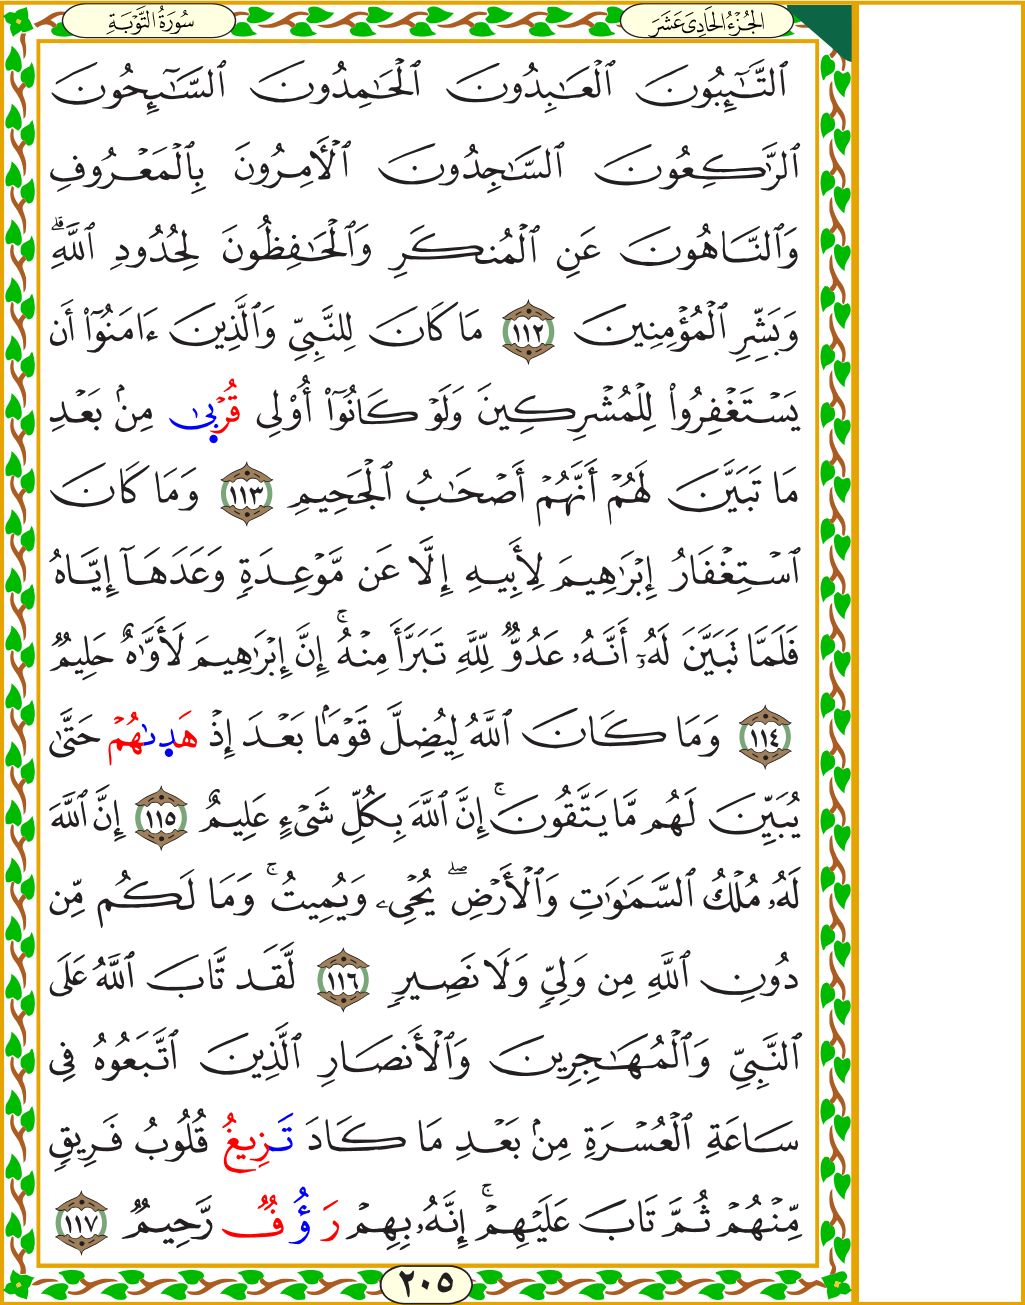 الجُزْءُ الحَادِىَ عَشَرَ
سُورَةُ التَّوْبَةِ
ٱلتَّـٰٓئِبُونَ ٱلْعَـٰبِدُونَ ٱلْحَـٰمِدُونَ ٱلسَّـٰٓئِحُونَ
ٱلرَّٰكِعُونَ ٱلسَّـٰجِدُونَ ٱلْأَمِرُونَ بِٱلْمَعْرُوفِ
وَٱلنَّاهُونَ عَنِ ٱلْمُنكَرِ وَٱلْحَـٰفِظُونَ لِحُدُودِ ٱللَّهِۗ
وَبَشِّرِ ٱلْمُؤْمِنِينَ ١١٢ مَا كَانَ لِلنَّبِىِّ وَٱلَّذِينَ ءَامَنُوٓا۟ أَن
يَسْتَغْفِرُوا۟ لِلْمُشْرِكِينَ وَلَوْ كَانُوٓا۟ أُو۟لِى قُرْبٜىٰ مِنۢ بَعْدِ
مَا تَبَيَّنَ لَهُمْ أَنَّهُمْ أَصْحَـٰبُ ٱلْجَحِيمِ ١١٣ وَمَا كَانَ
ٱسْتِغْفَارُ إِبْرَٰهِيمَ لِأَبِيهِ إِلَّا عَن مَّوْعِدَةٍ وَعَدَهَآ إِيَّاهُ
فَلَمَّا تَبَيَّنَ لَهُۥٓ أَنَّهُۥ عَدُوٌّ لِّلَّهِ تَبَرَّأَ مِنْهُۚ إِنَّ إِبْرَٰهِيمَ لَأَوَّٰهٌ حَلِيمٌ
١١٤ وَمَا كَانَ ٱللَّهُ لِيُضِلَّ قَوْمًۢا بَعْدَ إِذْ هَدٜىٰهُمْ حَتَّىٰ
يُبَيِّنَ لَهُم مَّا يَتَّقُونَۚ إِنَّ ٱللَّهَ بِكُلِّ شَىْءٍ عَلِيمٌ ١١٥ إِنَّ ٱللَّهَ
لَهُۥ مُلْكُ ٱلسَّمَـٰوَٰتِ وَٱلْأَرْضِۖ يُحْىِۦ وَيُمِيتُۚ وَمَا لَكُم مِّن
دُونِ ٱللَّهِ مِن وَلِىٍّ وَلَا نَصِيرٍ ١١٦ لَّقَد تَّابَ ٱللَّهُ عَلَى
ٱلنَّبِىِّ وَٱلْمُهَـٰجِرِينَ وَٱلْأَنصَارِ ٱلَّذِينَ ٱتَّبَعُوهُ فِى
سَاعَةِ ٱلْعُسْرَةِ مِنۢ بَعْدِ مَا كَادَ تَزِيغُ قُلُوبُ فَرِيقٍ
مِّنْهُمْ ثُمَّ تَابَ عَلَيْهِمْۚ إِنَّهُۥ بِهِمْ رَؤُفٌ رَّحِيمٌ ١١٧
٢٠٥